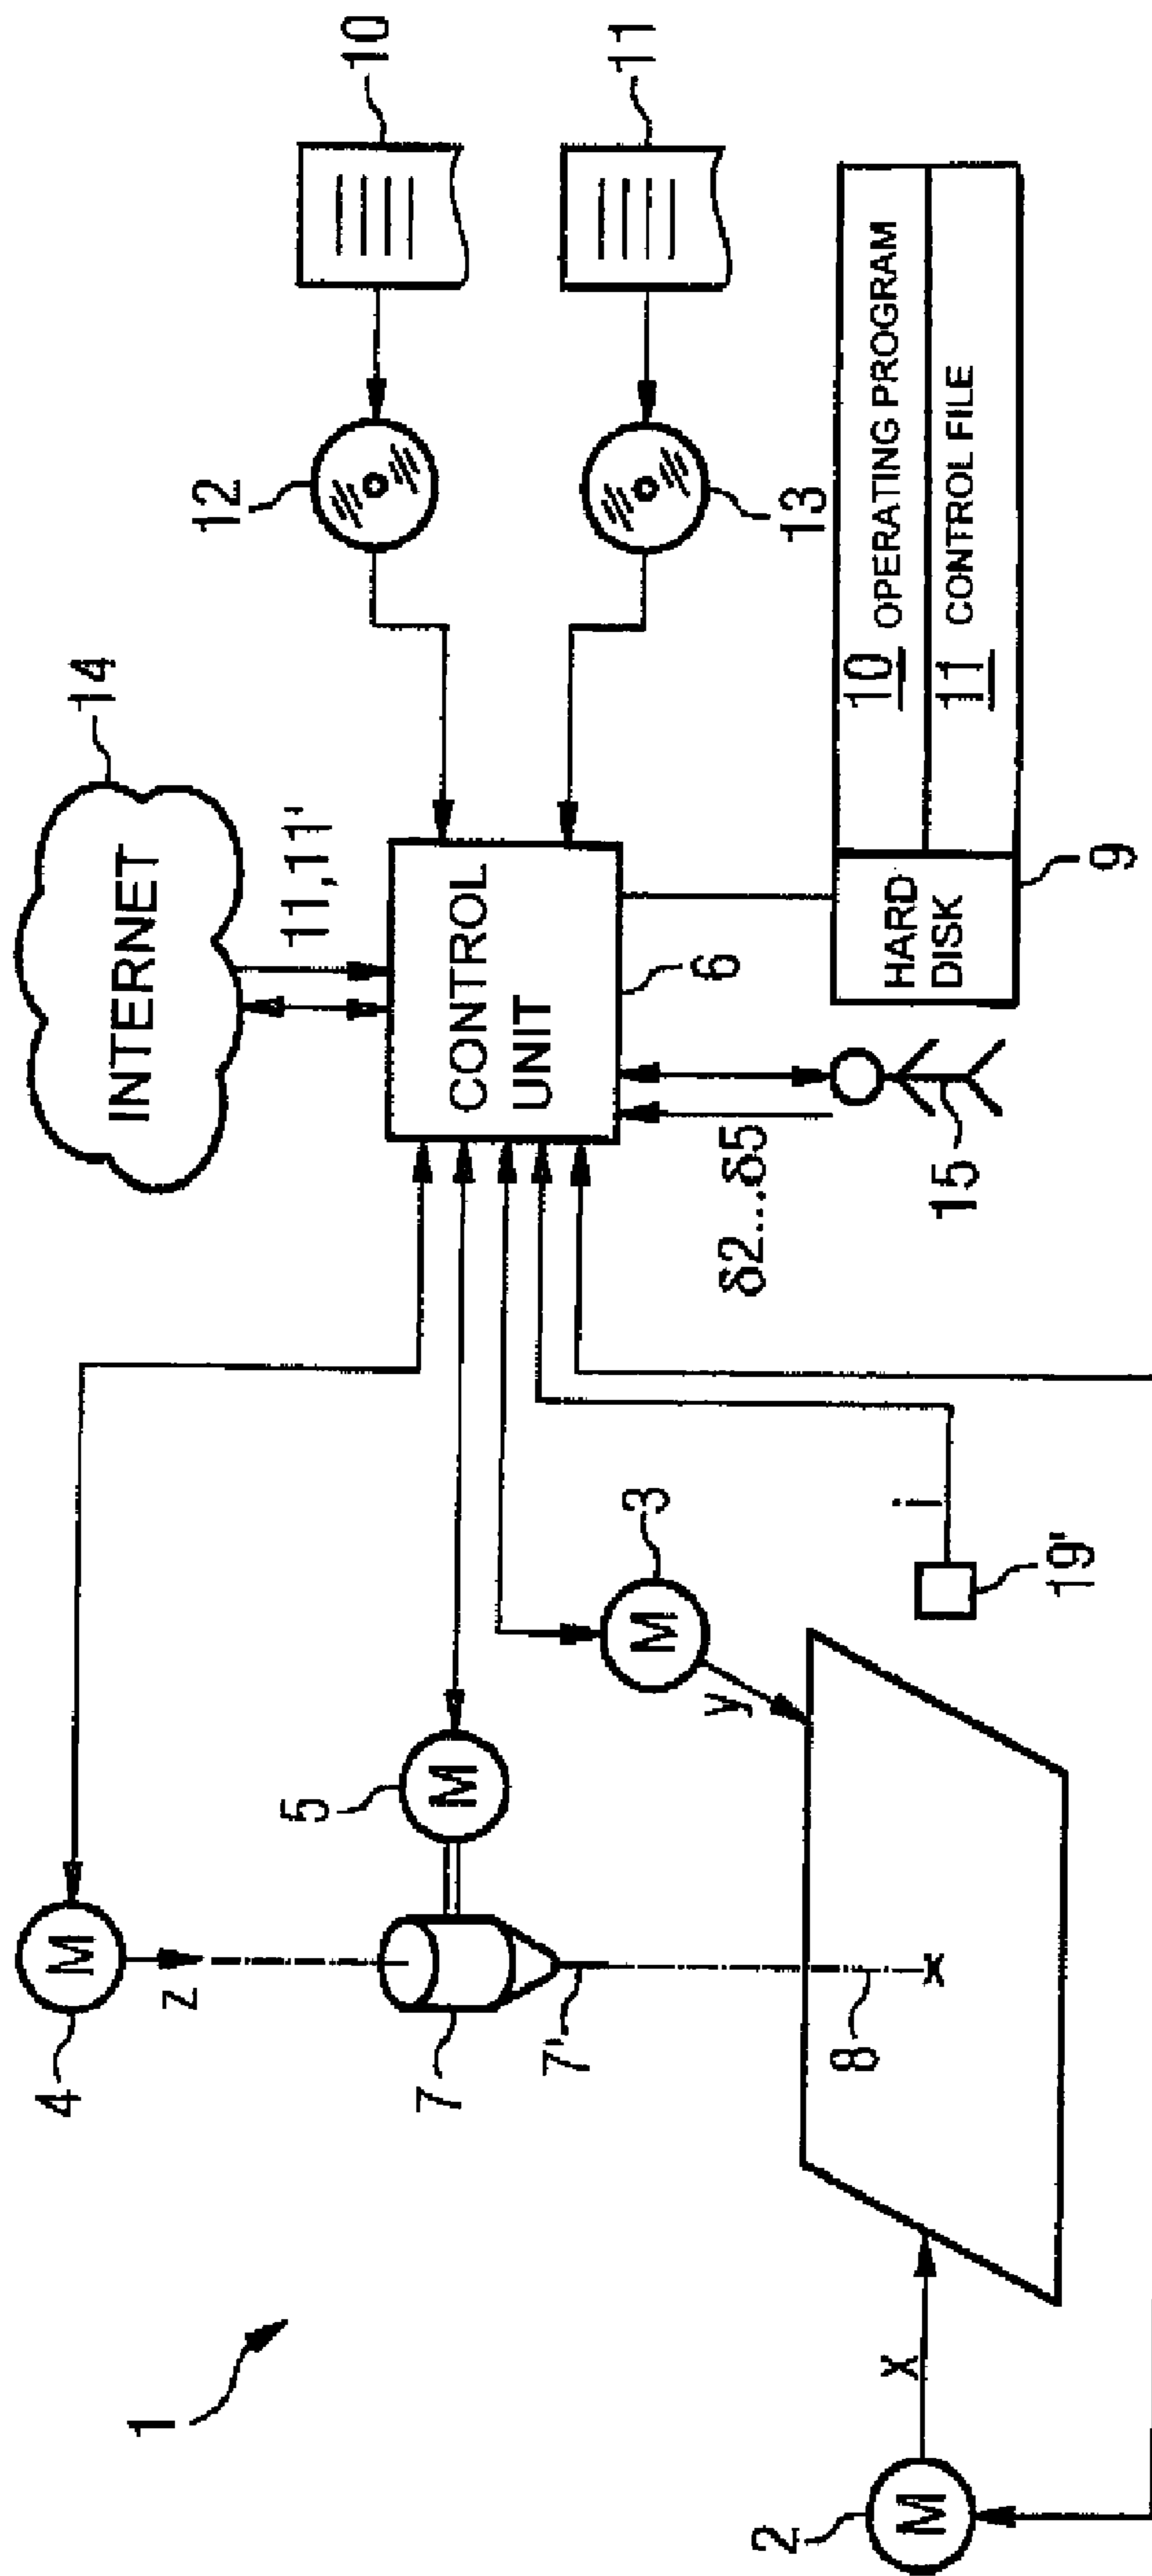 1
INTERNET
14
11,11'
12
10
13
11
CONTROL
UNIT
6
HARD
DISK
9
10 OPERATING PROGRAM
11 CONTROL FILE
δ2...δ5
15
4
M
z
5
M
7
7'
8
x
3
M
y
i
19'
2
M
X